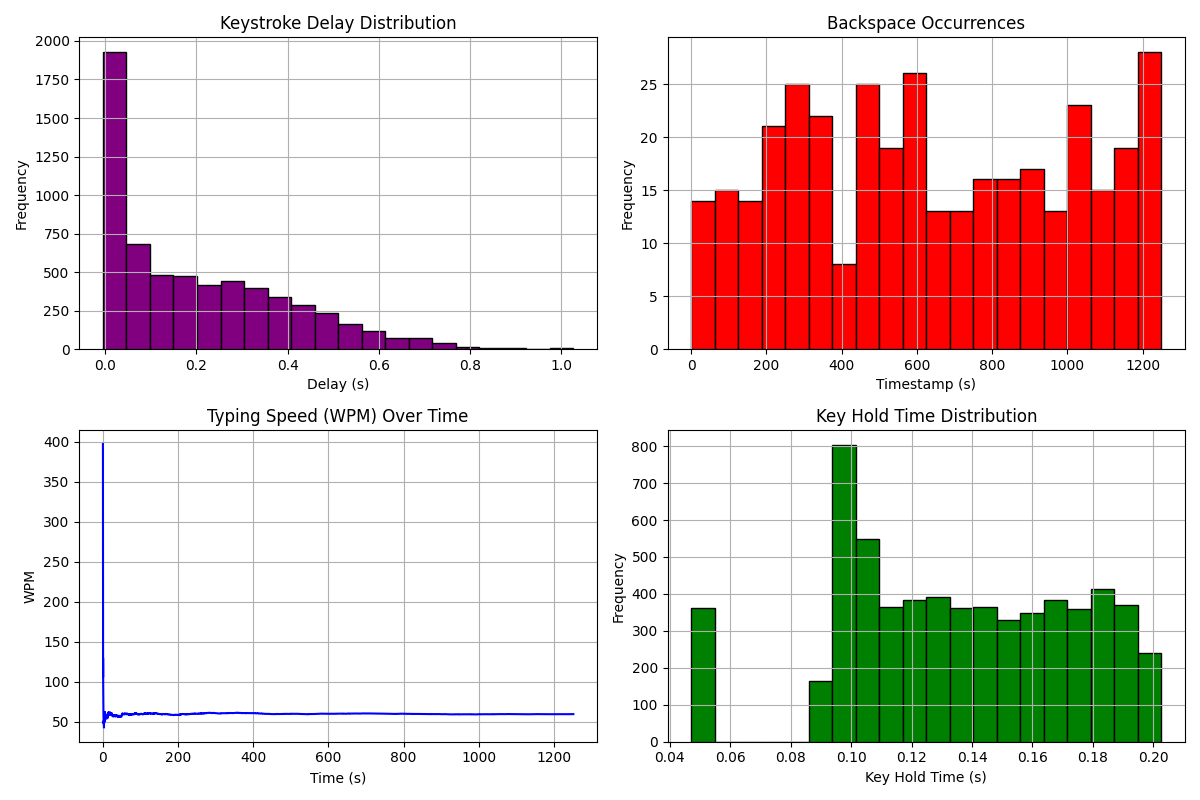 Keystroke Delay Distribution
Frequency
2000
1750
1500
1250
1000
750
500
250
0
0.0 0.2 0.4 0.6 0.8 1.0
Delay (s)
Backspace Occurrences
Frequency
25
20
15
10
5
0
0 200 400 600 800 1000 1200
Timestamp (s)
Typing Speed (WPM) Over Time
WPM
400
350
300
250
200
150
100
50
0 200 400 600 800 1000 1200
Time (s)
Key Hold Time Distribution
Frequency
800
700
600
500
400
300
200
100
0
0.04 0.06 0.08 0.10 0.12 0.14 0.16 0.18 0.20
Key Hold Time (s)